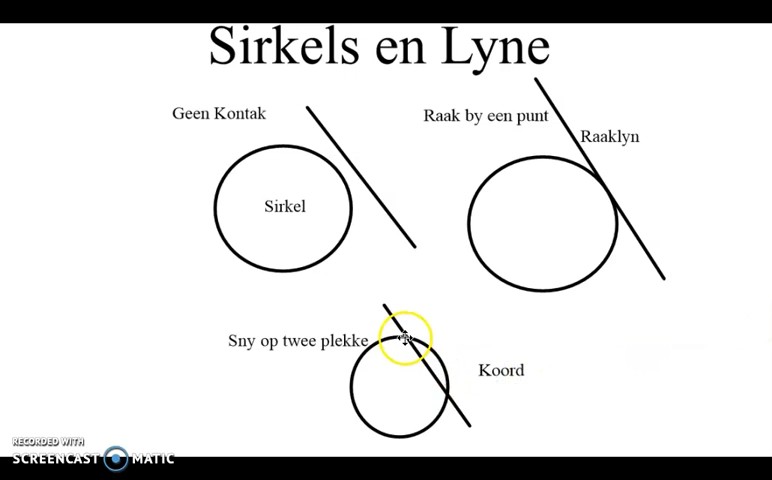 Sirkels en Lyne
Geen Kontak
Raak by een punt
Raaklyn
Sirkel
Sny op twee plekke
Koord
RECORDED WITH
SCREENCAST MATIC